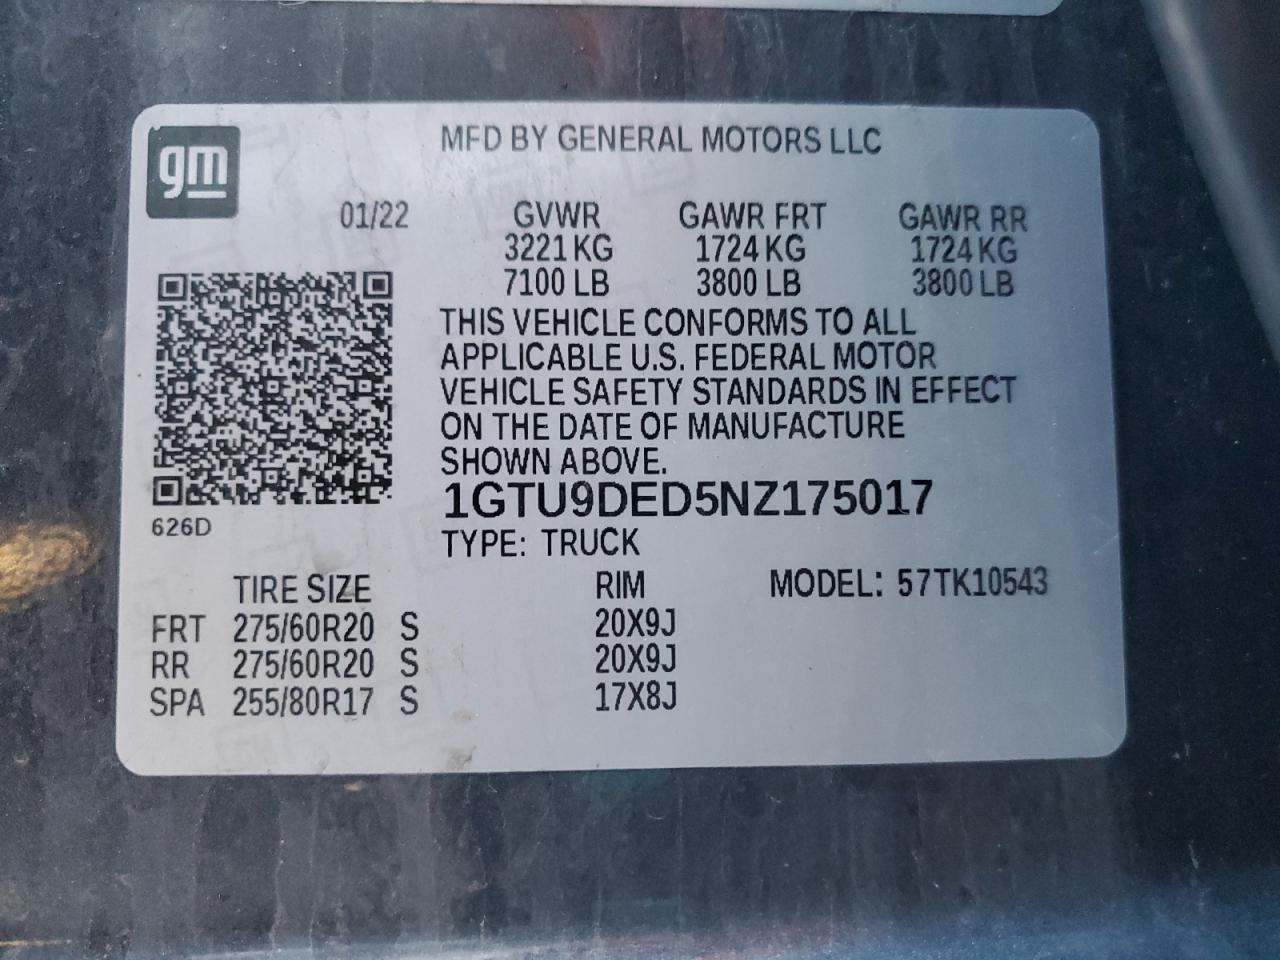 gm
MFD BY GENERAL MOTORS LLC
01/22 GVWR GAWR FRT GAWR RR
3221 KG 1724 KG 1724 KG
7100 LB 3800 LB 3800 LB
THIS VEHICLE CONFORMS TO ALL
APPLICABLE U.S. FEDERAL MOTOR
VEHICLE SAFETY STANDARDS IN EFFECT
ON THE DATE OF MANUFACTURE
SHOWN ABOVE.
1GTU9DED5NZ175017
626D
TYPE: TRUCK
TIRE SIZE RIM MODEL: 57TK10543
FRT 275/60R20 S 20X9J
RR 275/60R20 S 20X9J
SPA 255/80R17 S 17X8J